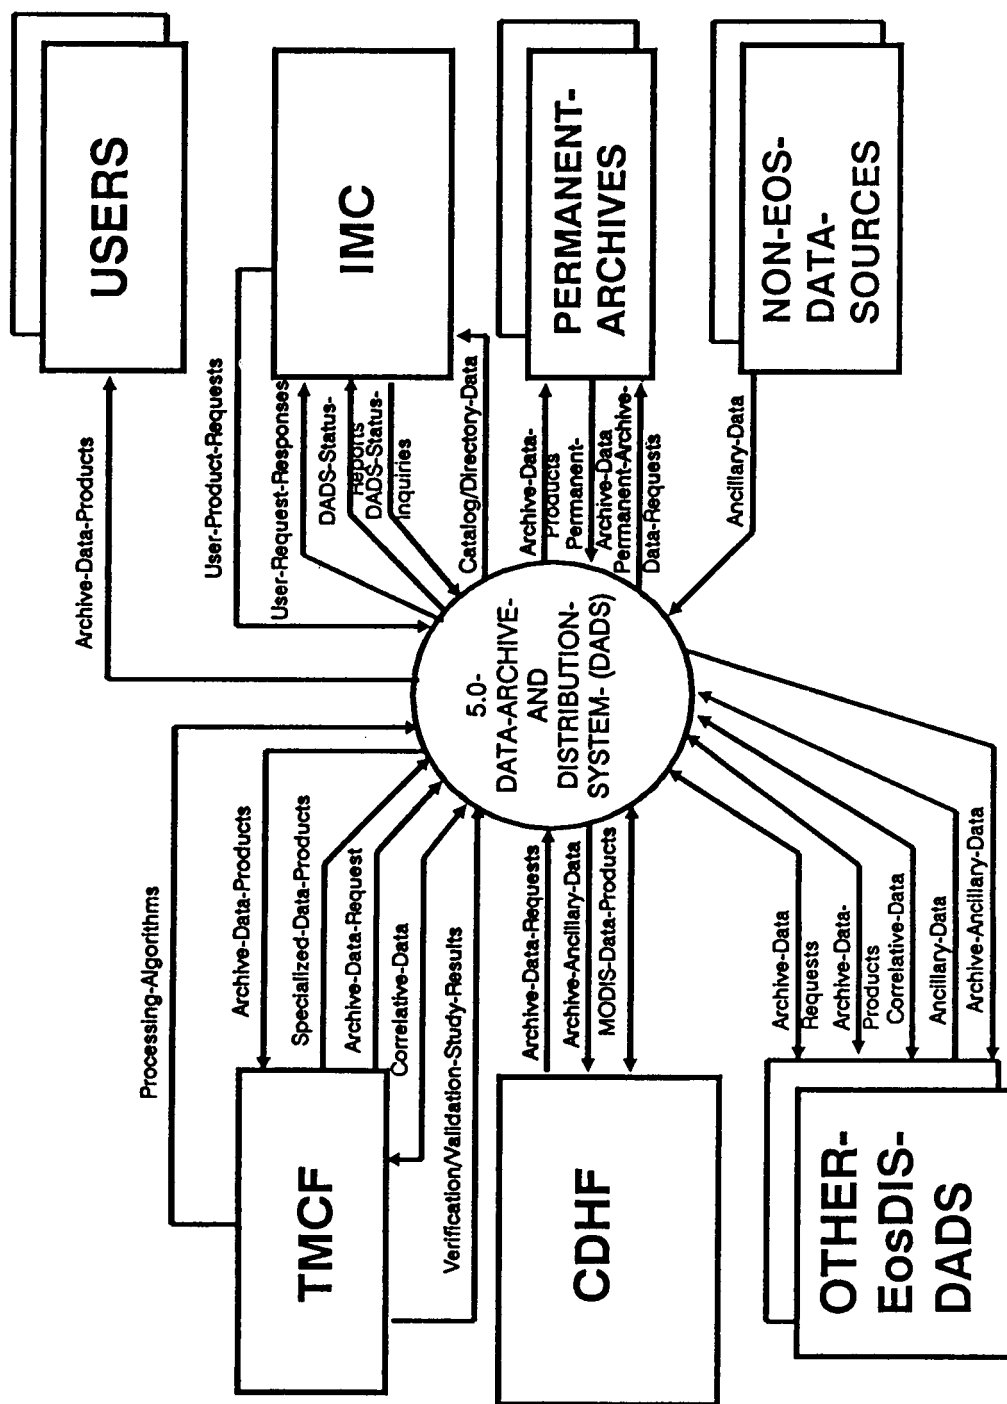 USERS
IMC
PERMANENT-
ARCHIVES
NON-EOS-
DATA-
SOURCES
Archive-Data-Products
User-Product-Requests
User-Request-Responses
DADS-Status-
Reports
DADS-Status-
Inquiries
Catalog/Directory-Data
Archive-Data-
Products
Permanent-
Archive-Data
Permanent-Archive-
Data-Requests
Ancillary-Data
5.0-
DATA-ARCHIVE-
AND
DISTRIBUTION-
SYSTEM- (DADS)
Processing-Algorithms
Archive-Data-Products
Specialized-Data-Products
Archive-Data-Request
Correlative-Data
Verification/Validation-Study-Results
Archive-Data-Requests
Archive-Ancillary-Data
MODIS-Data-Products
Archive-Data
Requests
Archive-Data-
Products
Correlative-Data
Ancillary-Data
Archive-Ancillary-Data
TMCF
CDHF
OTHER-
EosDIS-
DADS